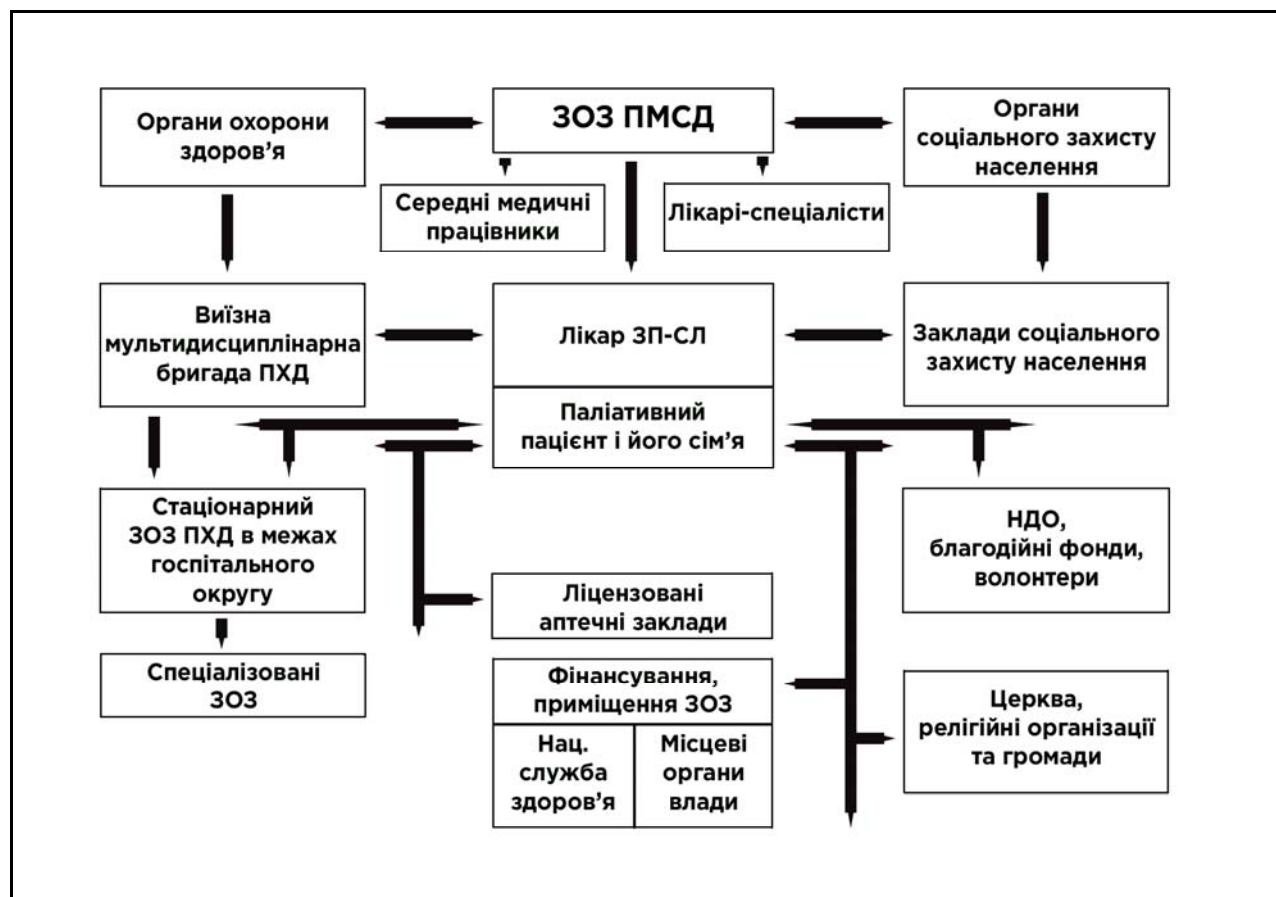 Органи охорони
здоров’я
ЗОЗ ПМСД
Органи
соціального захисту
населення
Середні медичні
працівники
Лікарі-спеціалісти
Виїзна
мультидисциплінарна
бригада ПХД
Лікар ЗП-СЛ
Заклади соціального
захисту населення
Паліативний
пацієнт і його сім’я
Стаціонарний
ЗОЗ ПХД в межах
госпітального
округу
НДО,
благодійні фонди,
волонтери
Ліцензовані
аптечні заклади
Спеціалізовані
ЗОЗ
Фінансування,
приміщення ЗОЗ
Нац.
служба
здоров’я
Місцеві
органи
влади
Церква,
релігійні організації
та громади